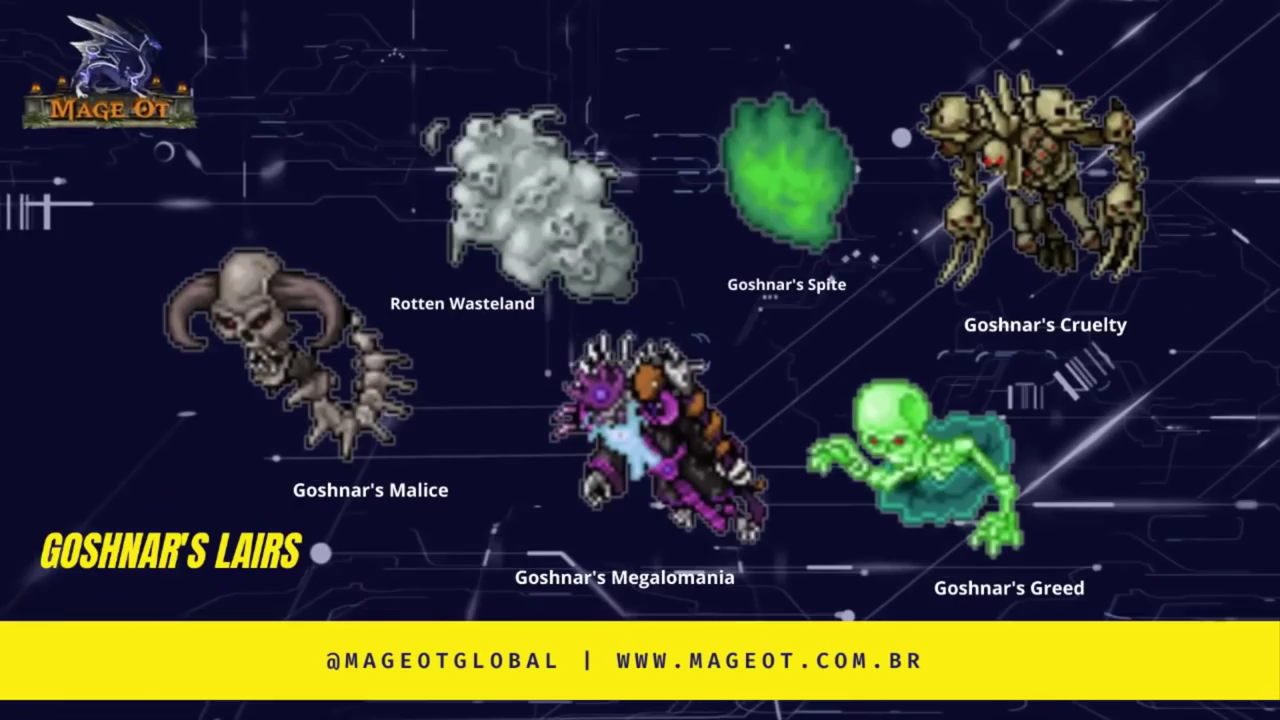 Mage Ot
Rotten Wasteland
Goshnar's Spite
Goshnar's Cruelty
Goshnar's Malice
Goshnar's Megalomania
Goshnar's Greed
GOSHNAR'S LAIRS
@MAGEOTGLOBAL | WWW.MAGEOT.COM.BR